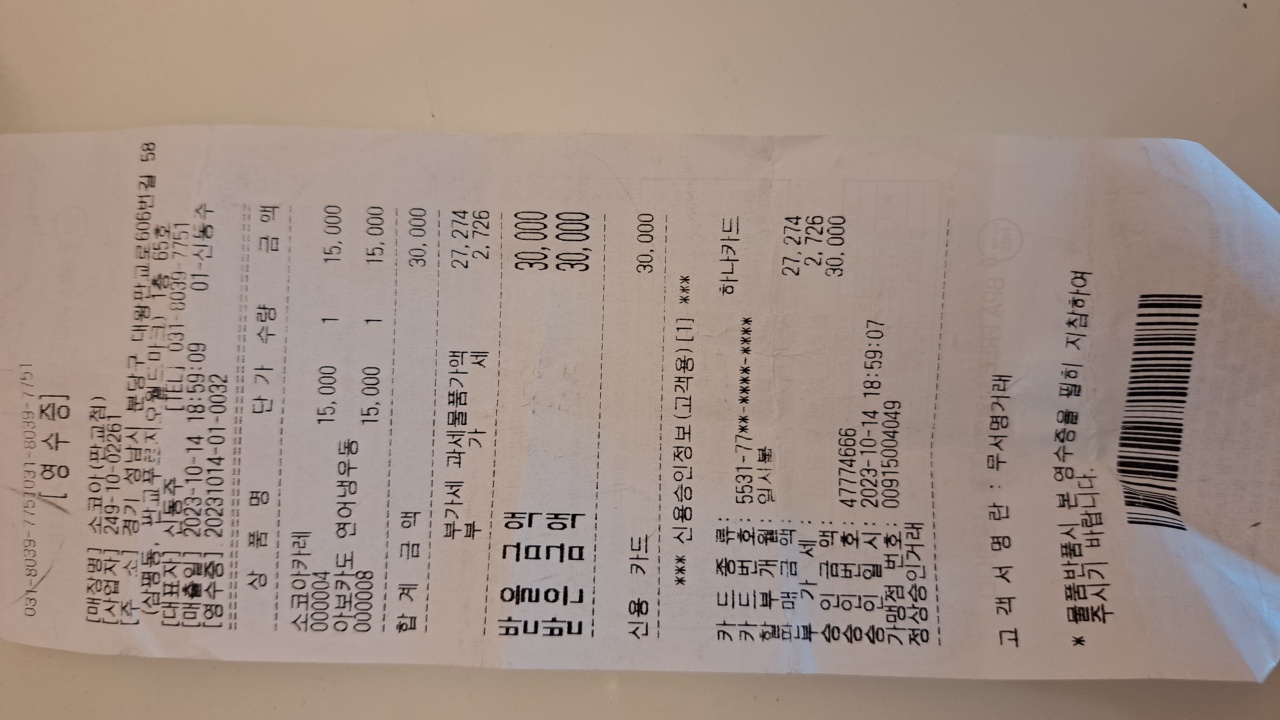 031-8039-7751031-8039-7751
[ 영 수 증 ]
[매장명] 소코아(판교점)
[사업자] 249-10-02261
[주 소] 경기 성남시 분당구 대왕판교로606번길 58
(삼평동, 판교푸르지오월드마크) 1층 65호
[대표자] 신동주 [TEL] 031-8039-7751
[매출일] 2023-10-14 18:59:09 01-신동수
[영수증] 20231014-01-0032
상 품 명 단 가 수량 금 액
소코아카레
000004 15,000 1 15,000
아보카도 연어냉우동
000008 15,000 1 15,000
합 계 금 액 30,000
부가세 과세물품가액 27,274
부 가 세 2,726
받을금액 30,000
받은금액 30,000
신용 카드 30,000
*** 신용승인정보(고객용) [1] ***
카 드 종 류: 하나카드
카 드 번 호: 5531-77**-****-****
할 부 개 월: 일시불
판 매 금 액: 27,274
부 가 세: 2,726
승 인 금 액: 30,000
승 인 번 호: 47774666
승 인 일 시: 2023-10-14 18:59:07
가맹점 번호: 00915004049
정상승인거래
고 객 서 명 란 : 무서명거래
* 물품반품시 본 영수증을 필히 지참하여
주시기 바랍니다.